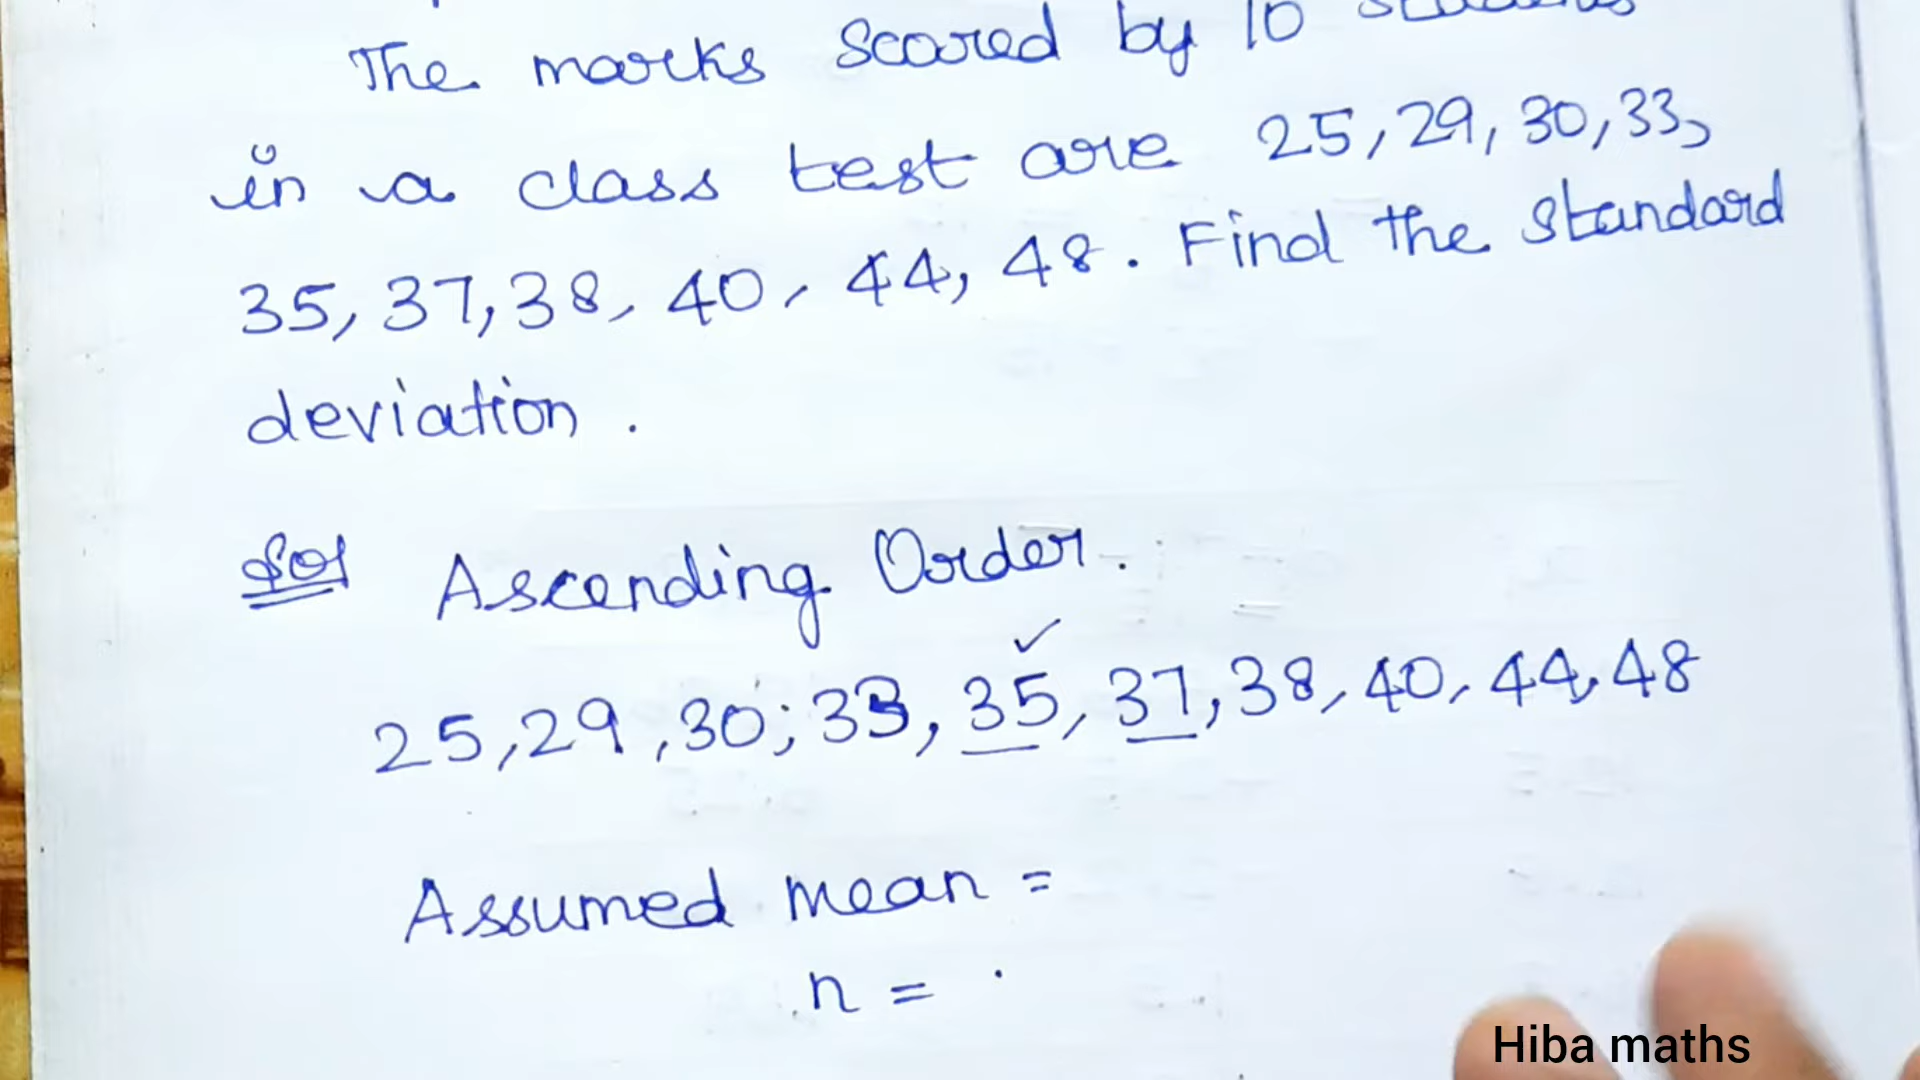 The marks scored by 10 students
in a class test are 25, 29, 30, 33,
35, 37, 38, 40, 44, 48. Find the standard
deviation.
Sol Ascending Order.
25, 29, 30; 33, 35, 37, 38, 40, 44, 48
Assumed mean =
n =
Hiba maths